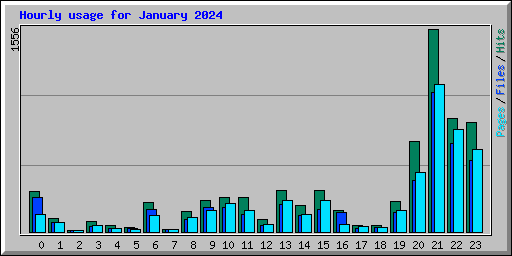 Hourly usage for January 2024
1556
Pages/Files/Hits
0 1 2 3 4 5 6 7 8 9 10 11 12 13 14 15 16 17 18 19 20 21 22 23